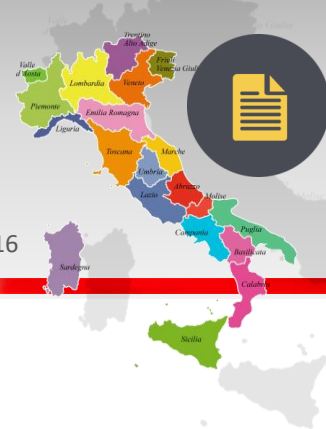 Trentino
Alto Adige
Friuli
Venezia Giuli
Valle
d'Aosta
Lombardia
Veneto
Piemonte
Emilia Romagna
Liguria
Toscana
Marche
Umbria
Lazio
Abruzzo
Molise
Campania
Puglia
Basilicata
16
Sardegna
Calabria
Sicilia